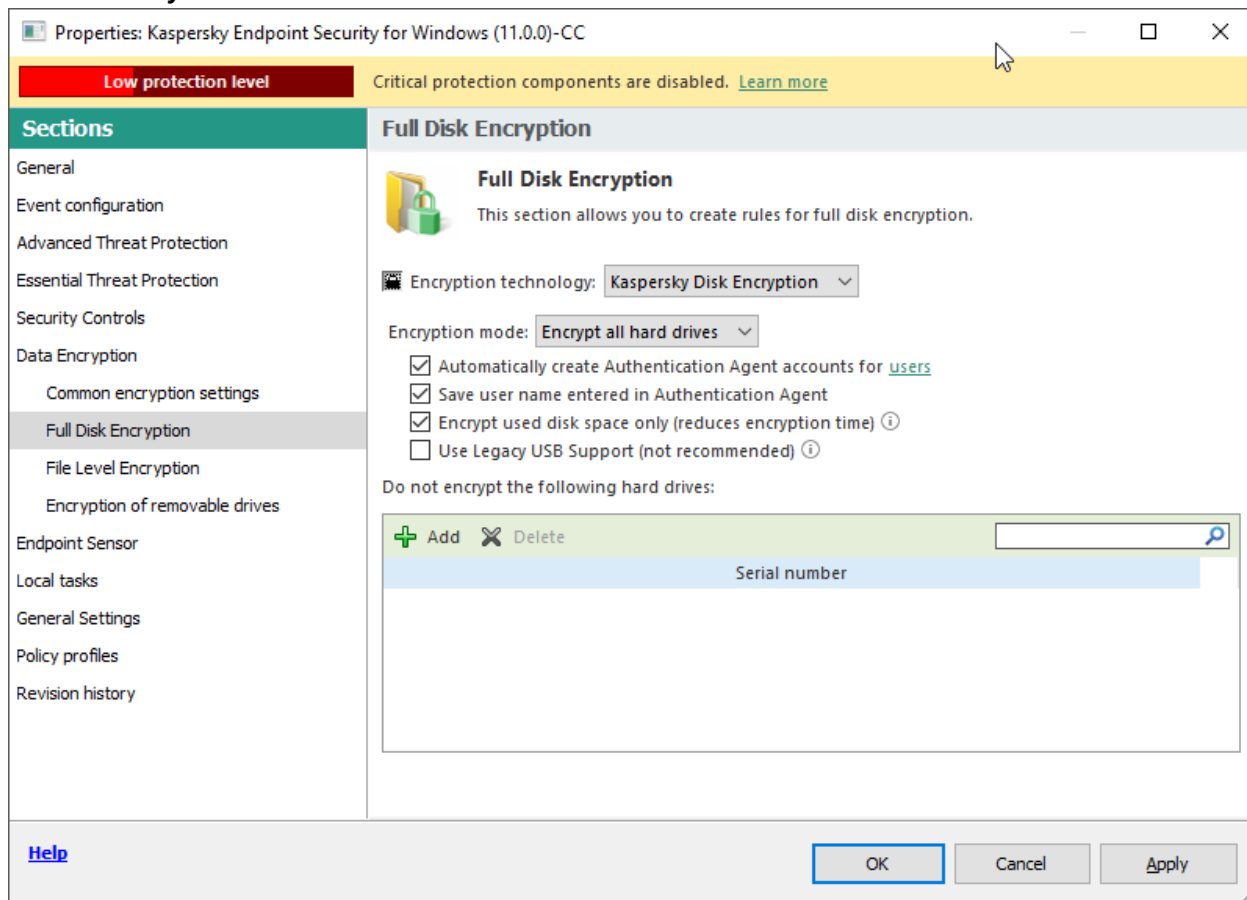 Properties: Kaspersky Endpoint Security for Windows (11.0.0)-CC
Low protection level
Critical protection components are disabled. Learn more
Sections
General
Event configuration
Advanced Threat Protection
Essential Threat Protection
Security Controls
Data Encryption
Common encryption settings
Full Disk Encryption
File Level Encryption
Encryption of removable drives
Endpoint Sensor
Local tasks
General Settings
Policy profiles
Revision history
Full Disk Encryption
Full Disk Encryption
This section allows you to create rules for full disk encryption.
Encryption technology: Kaspersky Disk Encryption
Encryption mode: Encrypt all hard drives
Automatically create Authentication Agent accounts for users
Save user name entered in Authentication Agent
Encrypt used disk space only (reduces encryption time)
Use Legacy USB Support (not recommended)
Do not encrypt the following hard drives:
Add Delete
Serial number
Help
OK Cancel Apply